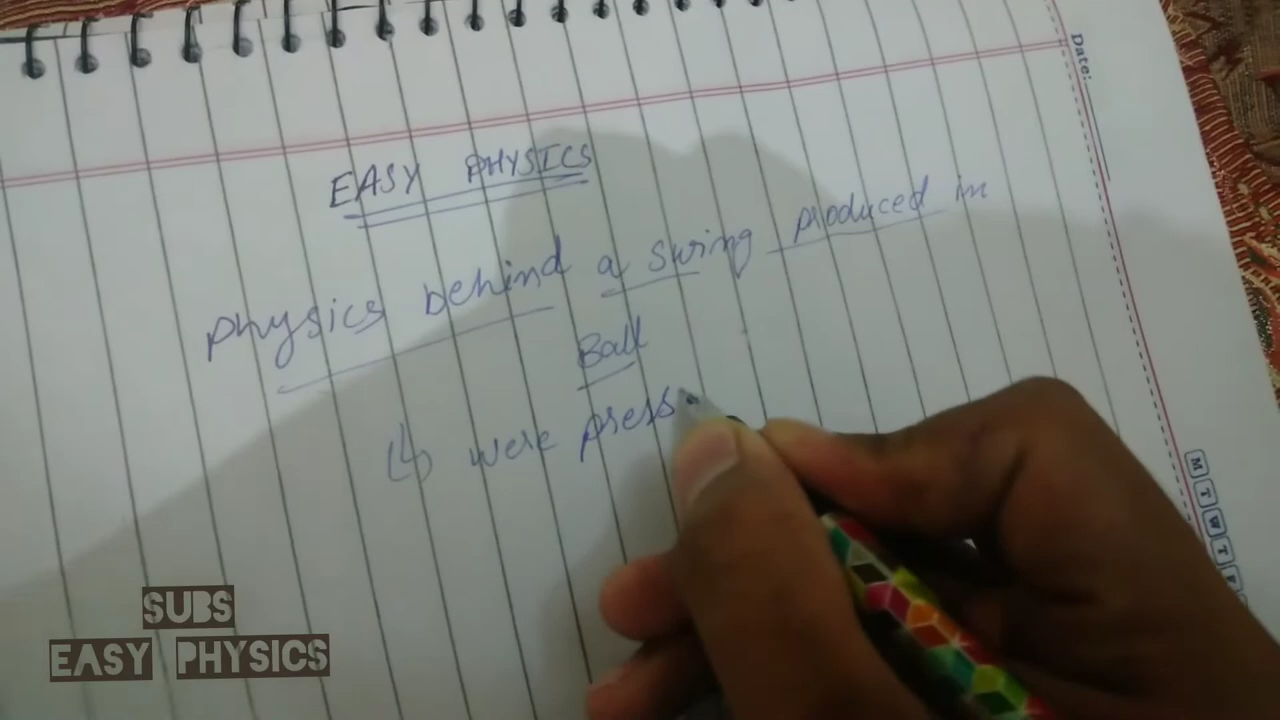 Date:
EASY PHYSICS
physics behind a swing produced in
Ball
were press
M T W T F
SUBS
EASY PHYSICS